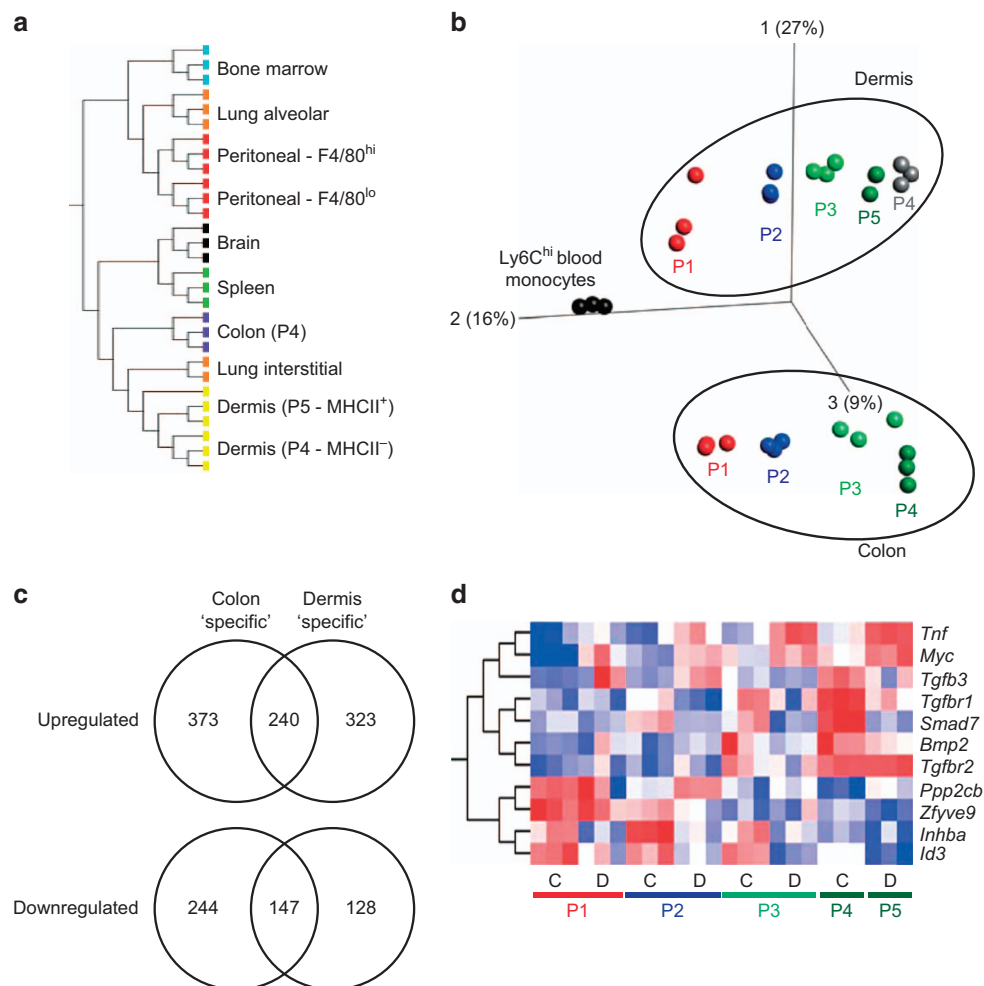 a
Bone marrow
Lung alveolar
Peritoneal - F4/80hi
Peritoneal - F4/80lo
Brain
Spleen
Colon (P4)
Lung interstitial
Dermis (P5 - MHCII+)
Dermis (P4 - MHCII−)
b
1 (27%)
Dermis
P1
P2
P3
P5
P4
Ly6Chi blood
monocytes
2 (16%)
3 (9%)
P1
P2
P3
P4
Colon
c
Colon
'specific'
Dermis
'specific'
Upregulated
373
240
323
Downregulated
244
147
128
d
Tnf
Myc
Tgfb3
Tgfbr1
Smad7
Bmp2
Tgfbr2
Ppp2cb
Zfyve9
Inhba
Id3
C D C D C D C D
P1 P2 P3 P4 P5